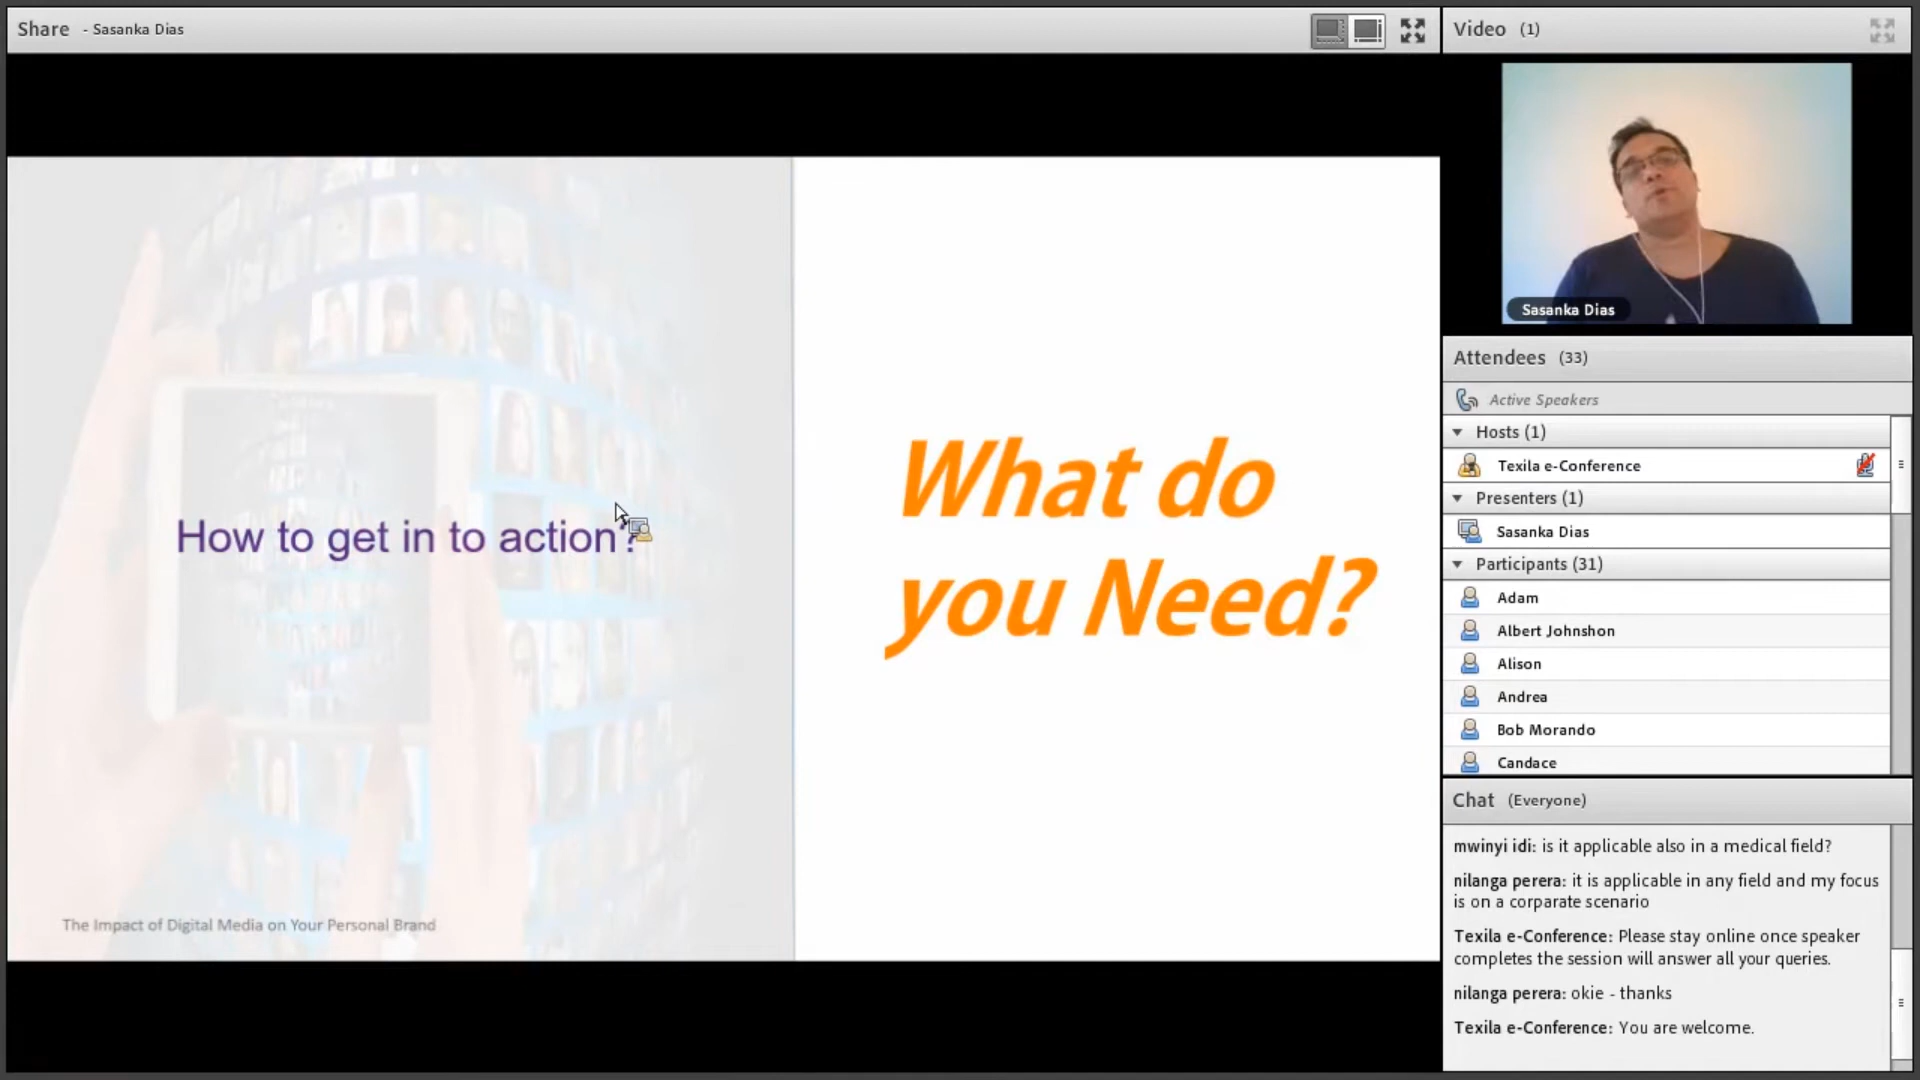 Share - Sasanka Dias
How to get in to action?
The Impact of Digital Media on Your Personal Brand
What do
you Need?
Video (1)
Sasanka Dias
Attendees (33)
Active Speakers
Hosts (1)
Texila e-Conference
Presenters (1)
Sasanka Dias
Participants (31)
Adam
Albert Johnshon
Alison
Andrea
Bob Morando
Candace
Chat (Everyone)
mwinyi idi: is it applicable also in a medical field?
nilanga perera: it is applicable in any field and my focus
is on a corparate scenario
Texila e-Conference: Please stay online once speaker
completes the session will answer all your queries.
nilanga perera: okie - thanks
Texila e-Conference: You are welcome.